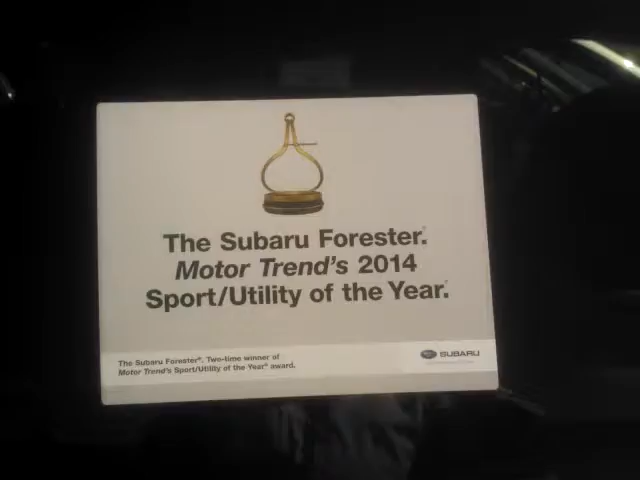 The Subaru Forester.®
Motor Trend's 2014
Sport/Utility of the Year.®
The Subaru Forester®. Two-time winner of
Motor Trend's Sport/Utility of the Year® award.
SUBARU